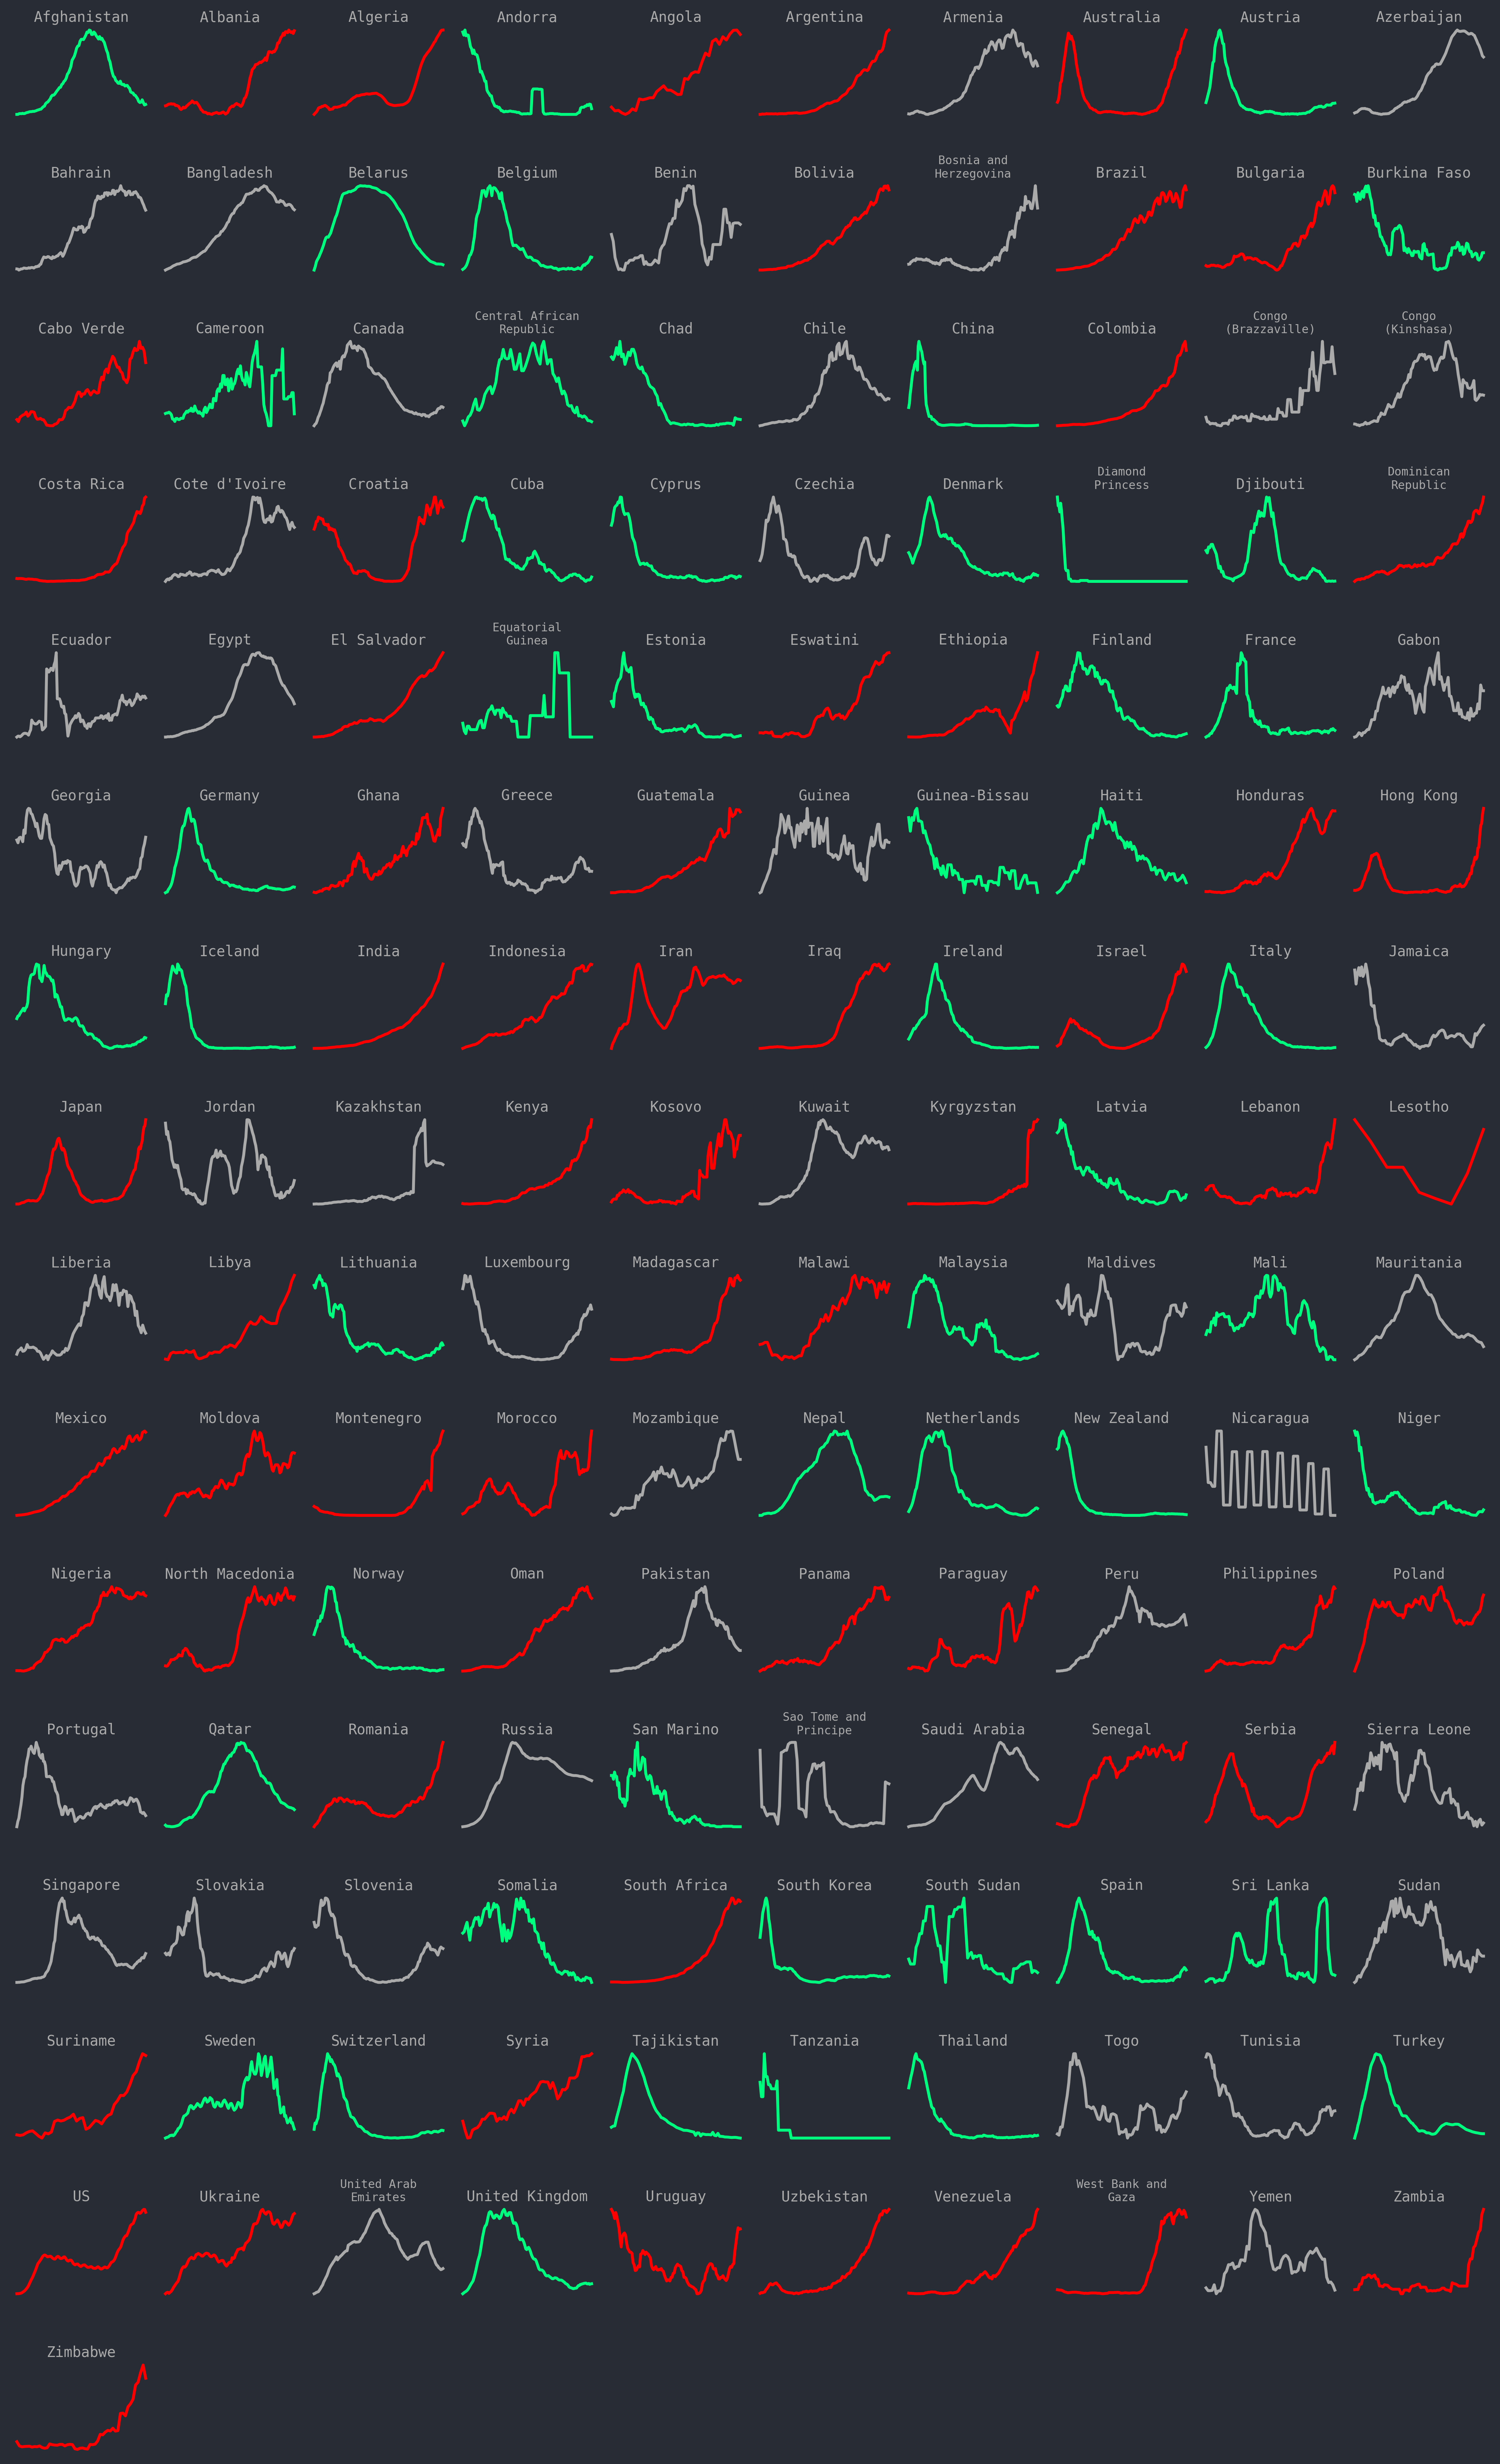 Afghanistan
Albania
Algeria
Andorra
Angola
Argentina
Armenia
Australia
Austria
Azerbaijan
Bahrain
Bangladesh
Belarus
Belgium
Benin
Bolivia
Bosnia and
Herzegovina
Brazil
Bulgaria
Burkina Faso
Cabo Verde
Cameroon
Canada
Central African
Republic
Chad
Chile
China
Colombia
Congo
(Brazzaville)
Congo
(Kinshasa)
Costa Rica
Cote d'Ivoire
Croatia
Cuba
Cyprus
Czechia
Denmark
Diamond
Princess
Djibouti
Dominican
Republic
Ecuador
Egypt
El Salvador
Equatorial
Guinea
Estonia
Eswatini
Ethiopia
Finland
France
Gabon
Georgia
Germany
Ghana
Greece
Guatemala
Guinea
Guinea-Bissau
Haiti
Honduras
Hong Kong
Hungary
Iceland
India
Indonesia
Iran
Iraq
Ireland
Israel
Italy
Jamaica
Japan
Jordan
Kazakhstan
Kenya
Kosovo
Kuwait
Kyrgyzstan
Latvia
Lebanon
Lesotho
Liberia
Libya
Lithuania
Luxembourg
Madagascar
Malawi
Malaysia
Maldives
Mali
Mauritania
Mexico
Moldova
Montenegro
Morocco
Mozambique
Nepal
Netherlands
New Zealand
Nicaragua
Niger
Nigeria
North Macedonia
Norway
Oman
Pakistan
Panama
Paraguay
Peru
Philippines
Poland
Portugal
Qatar
Romania
Russia
San Marino
Sao Tome and
Principe
Saudi Arabia
Senegal
Serbia
Sierra Leone
Singapore
Slovakia
Slovenia
Somalia
South Africa
South Korea
South Sudan
Spain
Sri Lanka
Sudan
Suriname
Sweden
Switzerland
Syria
Tajikistan
Tanzania
Thailand
Togo
Tunisia
Turkey
US
Ukraine
United Arab
Emirates
United Kingdom
Uruguay
Uzbekistan
Venezuela
West Bank and
Gaza
Yemen
Zambia
Zimbabwe